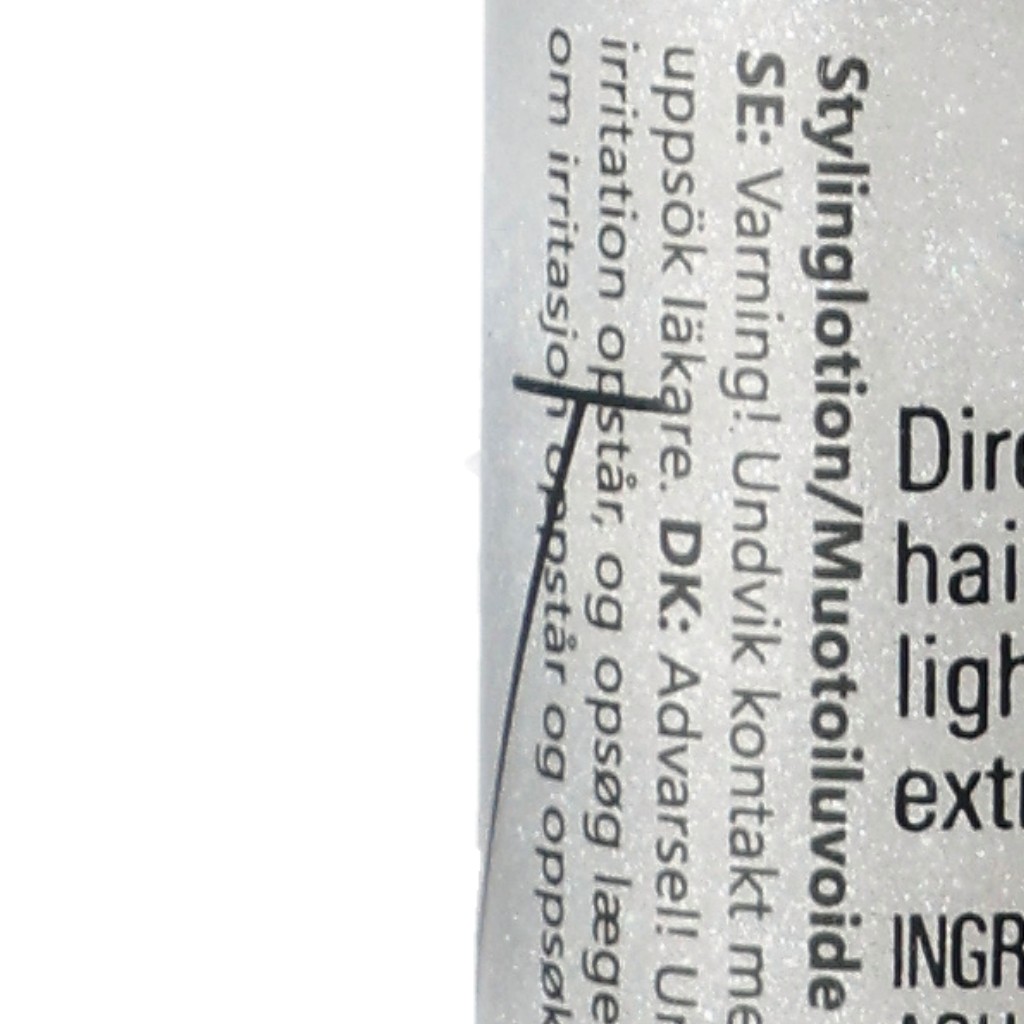 Stylinglotion/Muotoiluvoide
SE: Varning! Undvik kontakt me
uppsök läkare. DK: Advarsel! Un
irritation opstår, og opsøg læge
om irritasjon oppstår og oppsøk
Dire
hai
ligh
extr
INGR